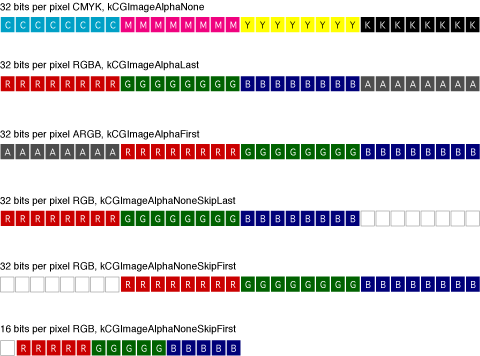 32 bits per pixel CMYK, kCGImageAlphaNone
C C C C C C C C M M M M M M M M Y Y Y Y Y Y Y Y K K K K K K K K
32 bits per pixel RGBA, kCGImageAlphaLast
R R R R R R R R G G G G G G G G B B B B B B B B A A A A A A A A
32 bits per pixel ARGB, kCGImageAlphaFirst
A A A A A A A A R R R R R R R R G G G G G G G G B B B B B B B B
32 bits per pixel RGB, kCGImageAlphaNoneSkipLast
R R R R R R R R G G G G G G G G B B B B B B B B
32 bits per pixel RGB, kCGImageAlphaNoneSkipFirst
R R R R R R R R G G G G G G G G B B B B B B B B
16 bits per pixel RGB, kCGImageAlphaNoneSkipFirst
R R R R R G G G G G B B B B B